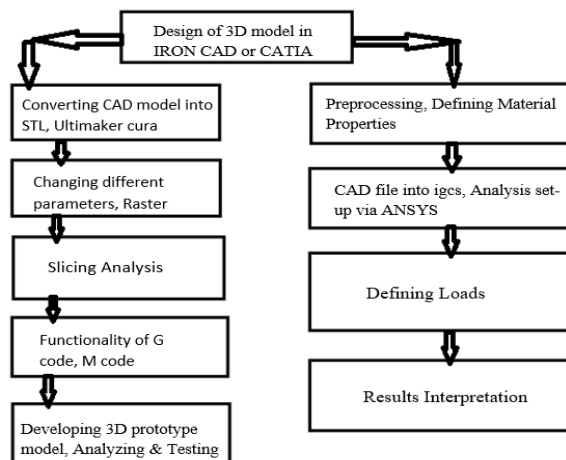 Design of 3D model in
IRON CAD or CATIA
Converting CAD model into
STL, Ultimaker cura
Changing different
parameters, Raster
Slicing Analysis
Functionality of G
code, M code
Developing 3D prototype
model, Analyzing & Testing
Preprocessing, Defining Material
Properties
CAD file into igcs, Analysis set-
up via ANSYS
Defining Loads
Results Interpretation